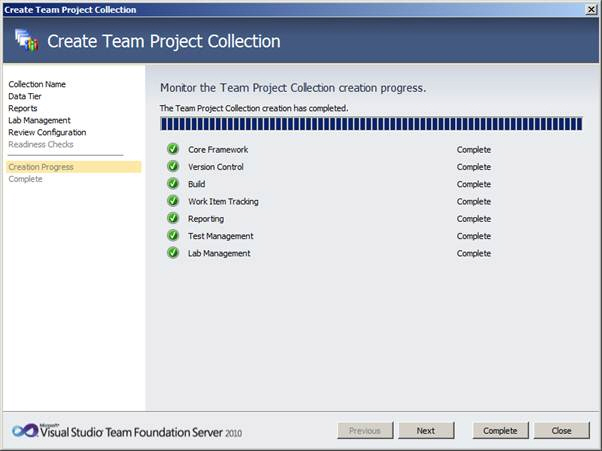 Create Team Project Collection
Create Team Project Collection
Collection Name
Data Tier
Reports
Lab Management
Review Configuration
Readiness Checks
Creation Progress
Complete
Monitor the Team Project Collection creation progress.
The Team Project Collection creation has completed.
Core Framework Complete
Version Control Complete
Build Complete
Work Item Tracking Complete
Reporting Complete
Test Management Complete
Lab Management Complete
Microsoft
Visual Studio Team Foundation Server 2010
Previous Next Complete Close